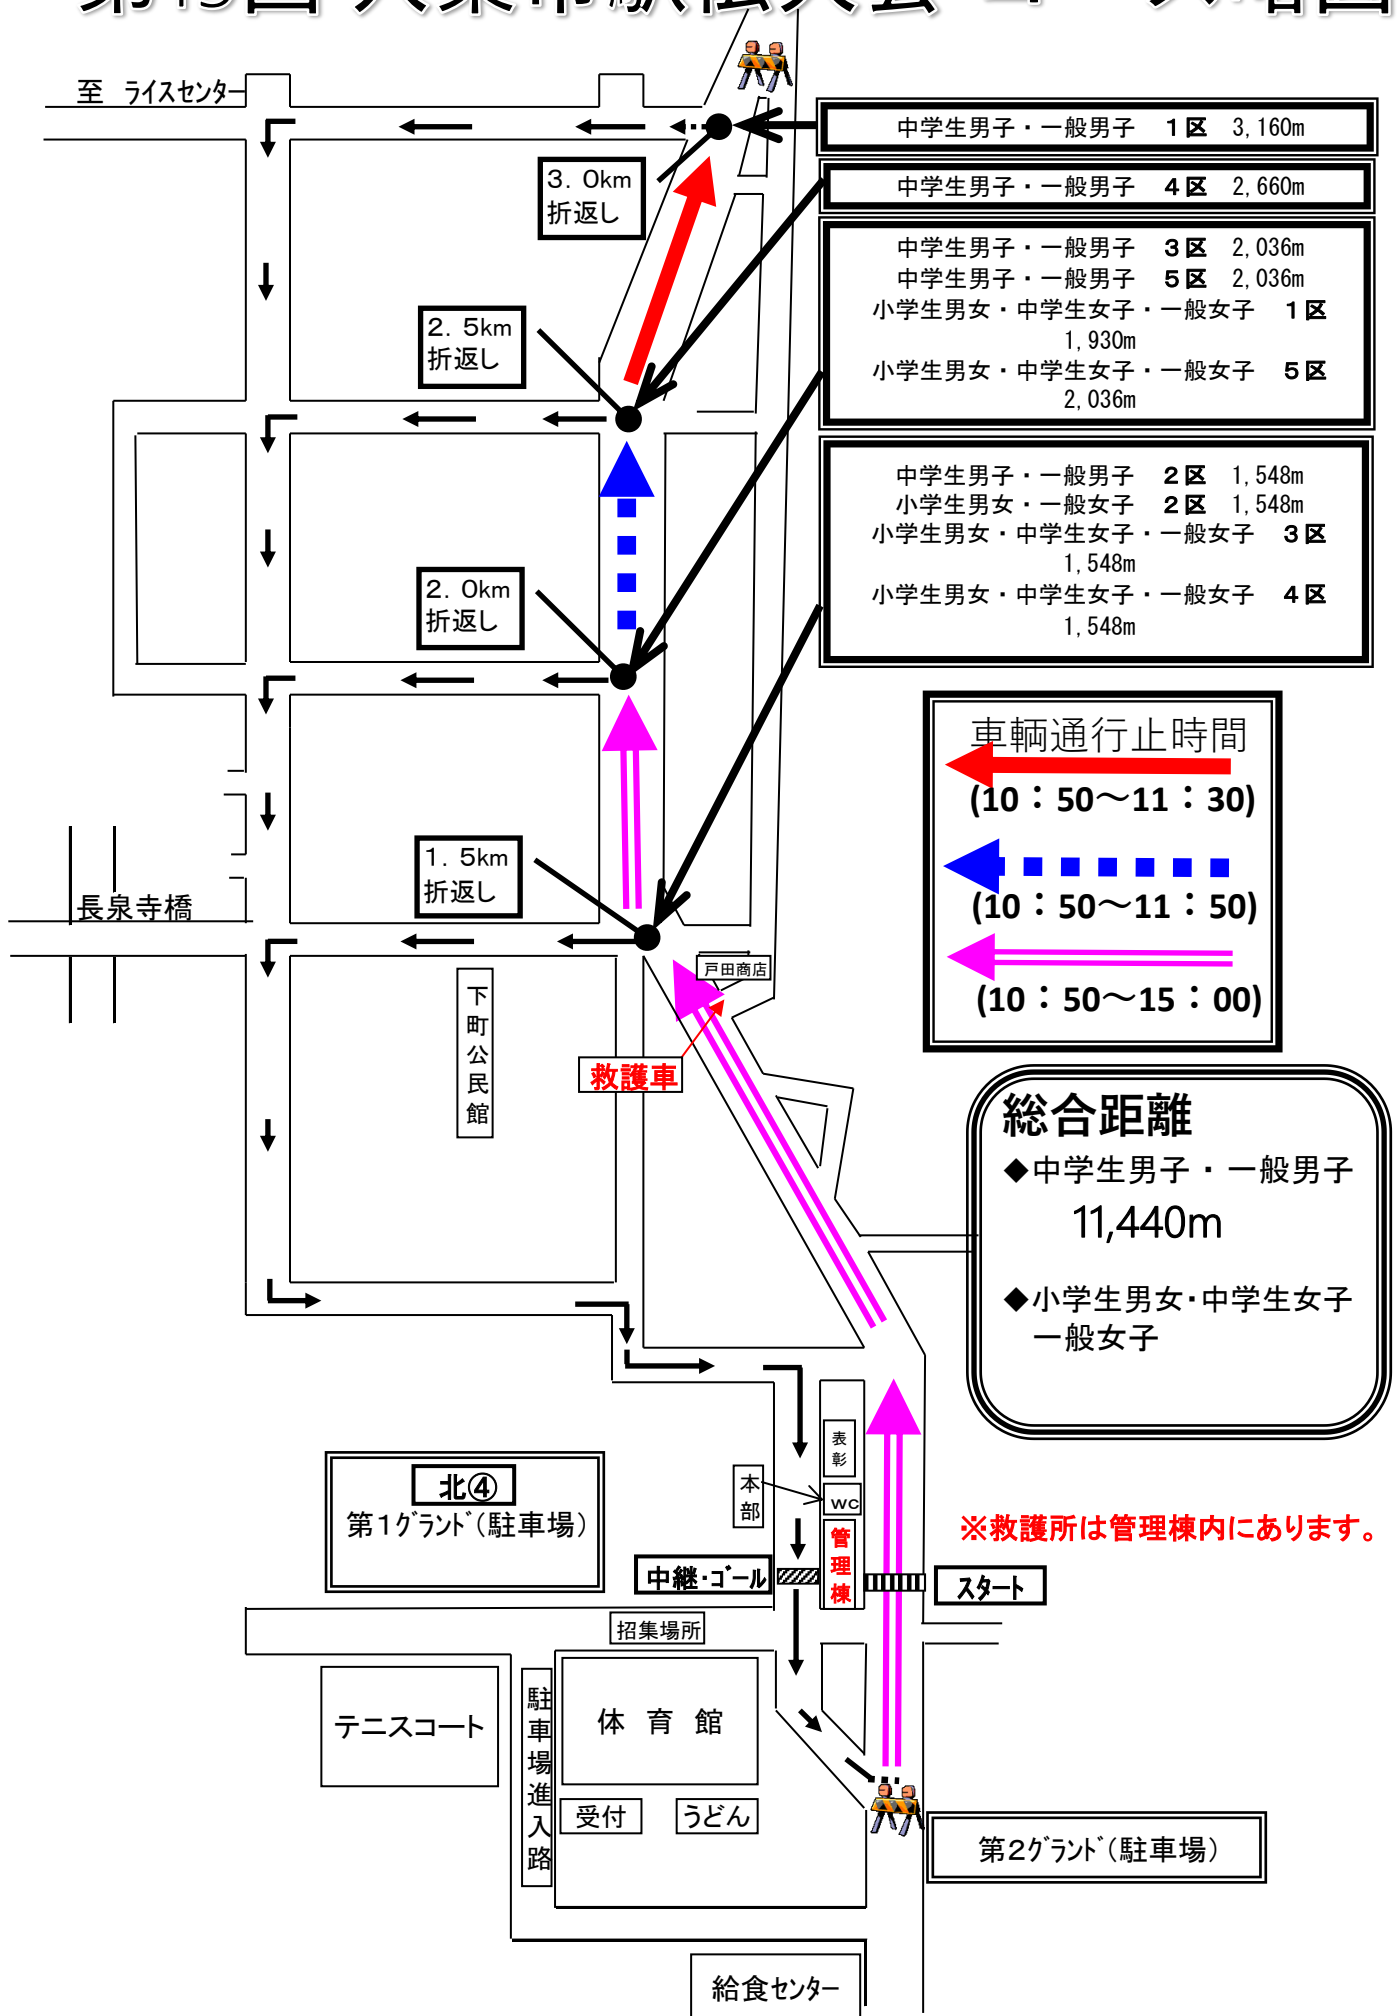 至 ライスセンター
中学生男子・一般男子 1区 3,160m
3.0km
折返し
中学生男子・一般男子 4区 2,660m
中学生男子・一般男子 3区 2,036m
中学生男子・一般男子 5区 2,036m
小学生男女・中学生女子・一般女子 1区
1,930m
小学生男女・中学生女子・一般女子 5区
2,036m
2.5km
折返し
中学生男子・一般男子 2区 1,548m
小学生男女・一般女子 2区 1,548m
小学生男女・中学生女子・一般女子 3区
1,548m
小学生男女・中学生女子・一般女子 4区
1,548m
2.0km
折返し
車輌通行止時間
(10：50～11：30)
(10：50～11：50)
(10：50～15：00)
1.5km
折返し
長泉寺橋
戸田商店
下町公民館
救護車
総合距離
◆中学生男子・一般男子
11,440m
◆小学生男女・中学生女子
一般女子
表彰
本部
WC
北④
第1グランド(駐車場)
※救護所は管理棟内にあります。
管理棟
中継・ゴール
スタート
招集場所
テニスコート
駐車場進入路
体育館
受付
うどん
第2グランド(駐車場)
給食センター